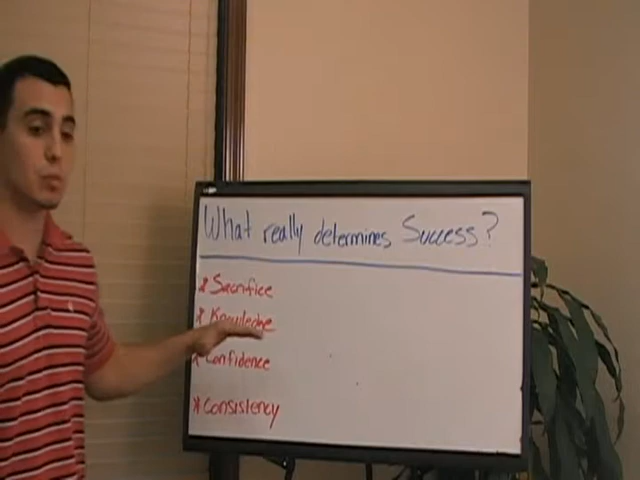 What really determines Success?
* Sacrifice
* Knowledge
* Confidence
* Consistency